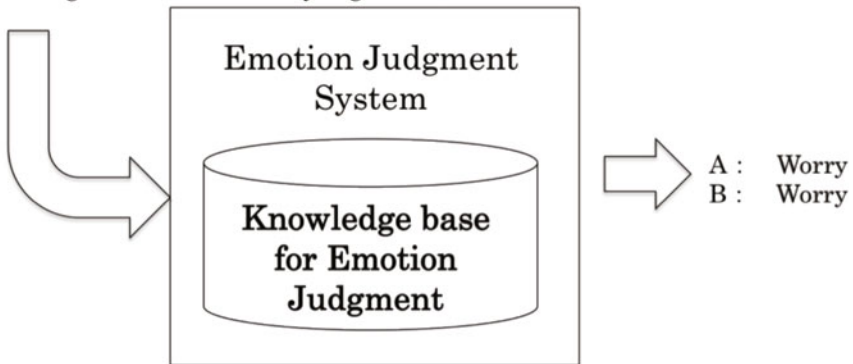 Emotion Judgment
System
Knowledge base
for Emotion
Judgment
A : Worry
B : Worry